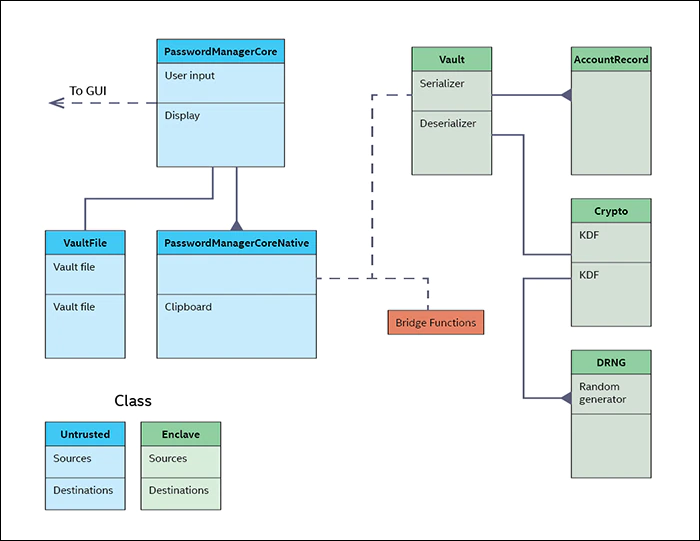 To GUI
PasswordManagerCore
User input
Display
Vault
Serializer
Deserializer
AccountRecord
VaultFile
Vault file
Vault file
PasswordManagerCoreNative
Clipboard
Bridge Functions
Crypto
KDF
KDF
DRNG
Random
generator
Class
Untrusted
Sources
Destinations
Enclave
Sources
Destinations